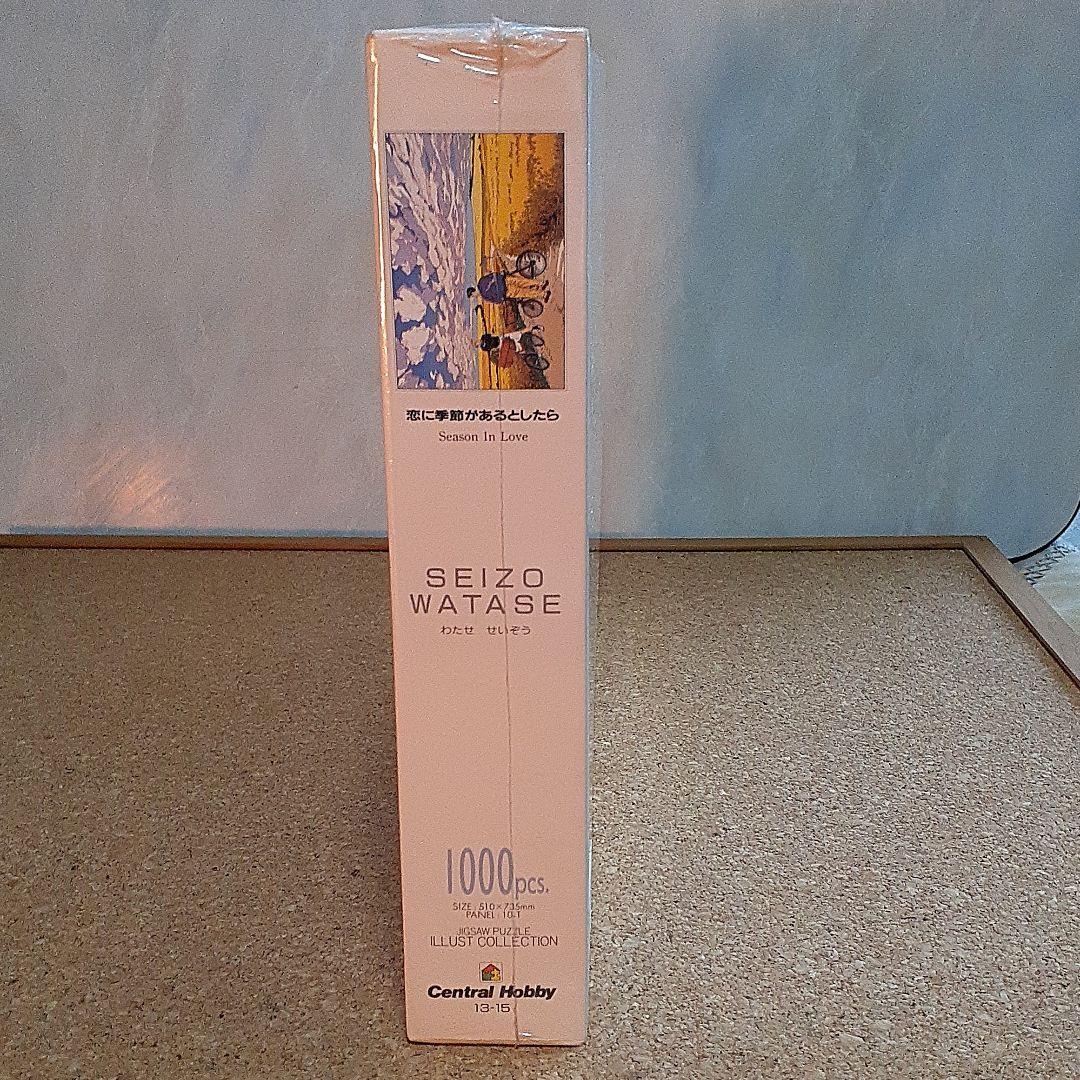 恋に季節があるとしたら
Season In Love
SEIZO
WATASE
わたせ せいぞう
1000pcs.
SIZE : 510×735mm
PANEL : 10-T
JIGSAW PUZZLE
ILLUST COLLECTION
Central Hobby
13-15